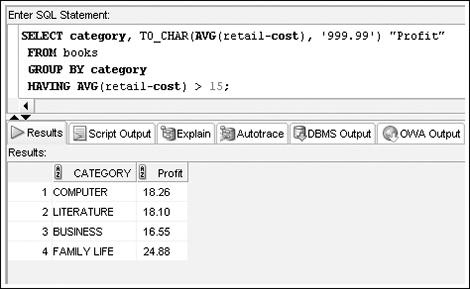 Enter SQL Statement:
SELECT category, TO_CHAR(AVG(retail-cost), '999.99') "Profit"
FROM books
GROUP BY category
HAVING AVG(retail-cost) > 15;
Results Script Output Explain Autotrace DBMS Output OWA Output
Results:
CATEGORY Profit
1 COMPUTER 18.26
2 LITERATURE 18.10
3 BUSINESS 16.55
4 FAMILY LIFE 24.88